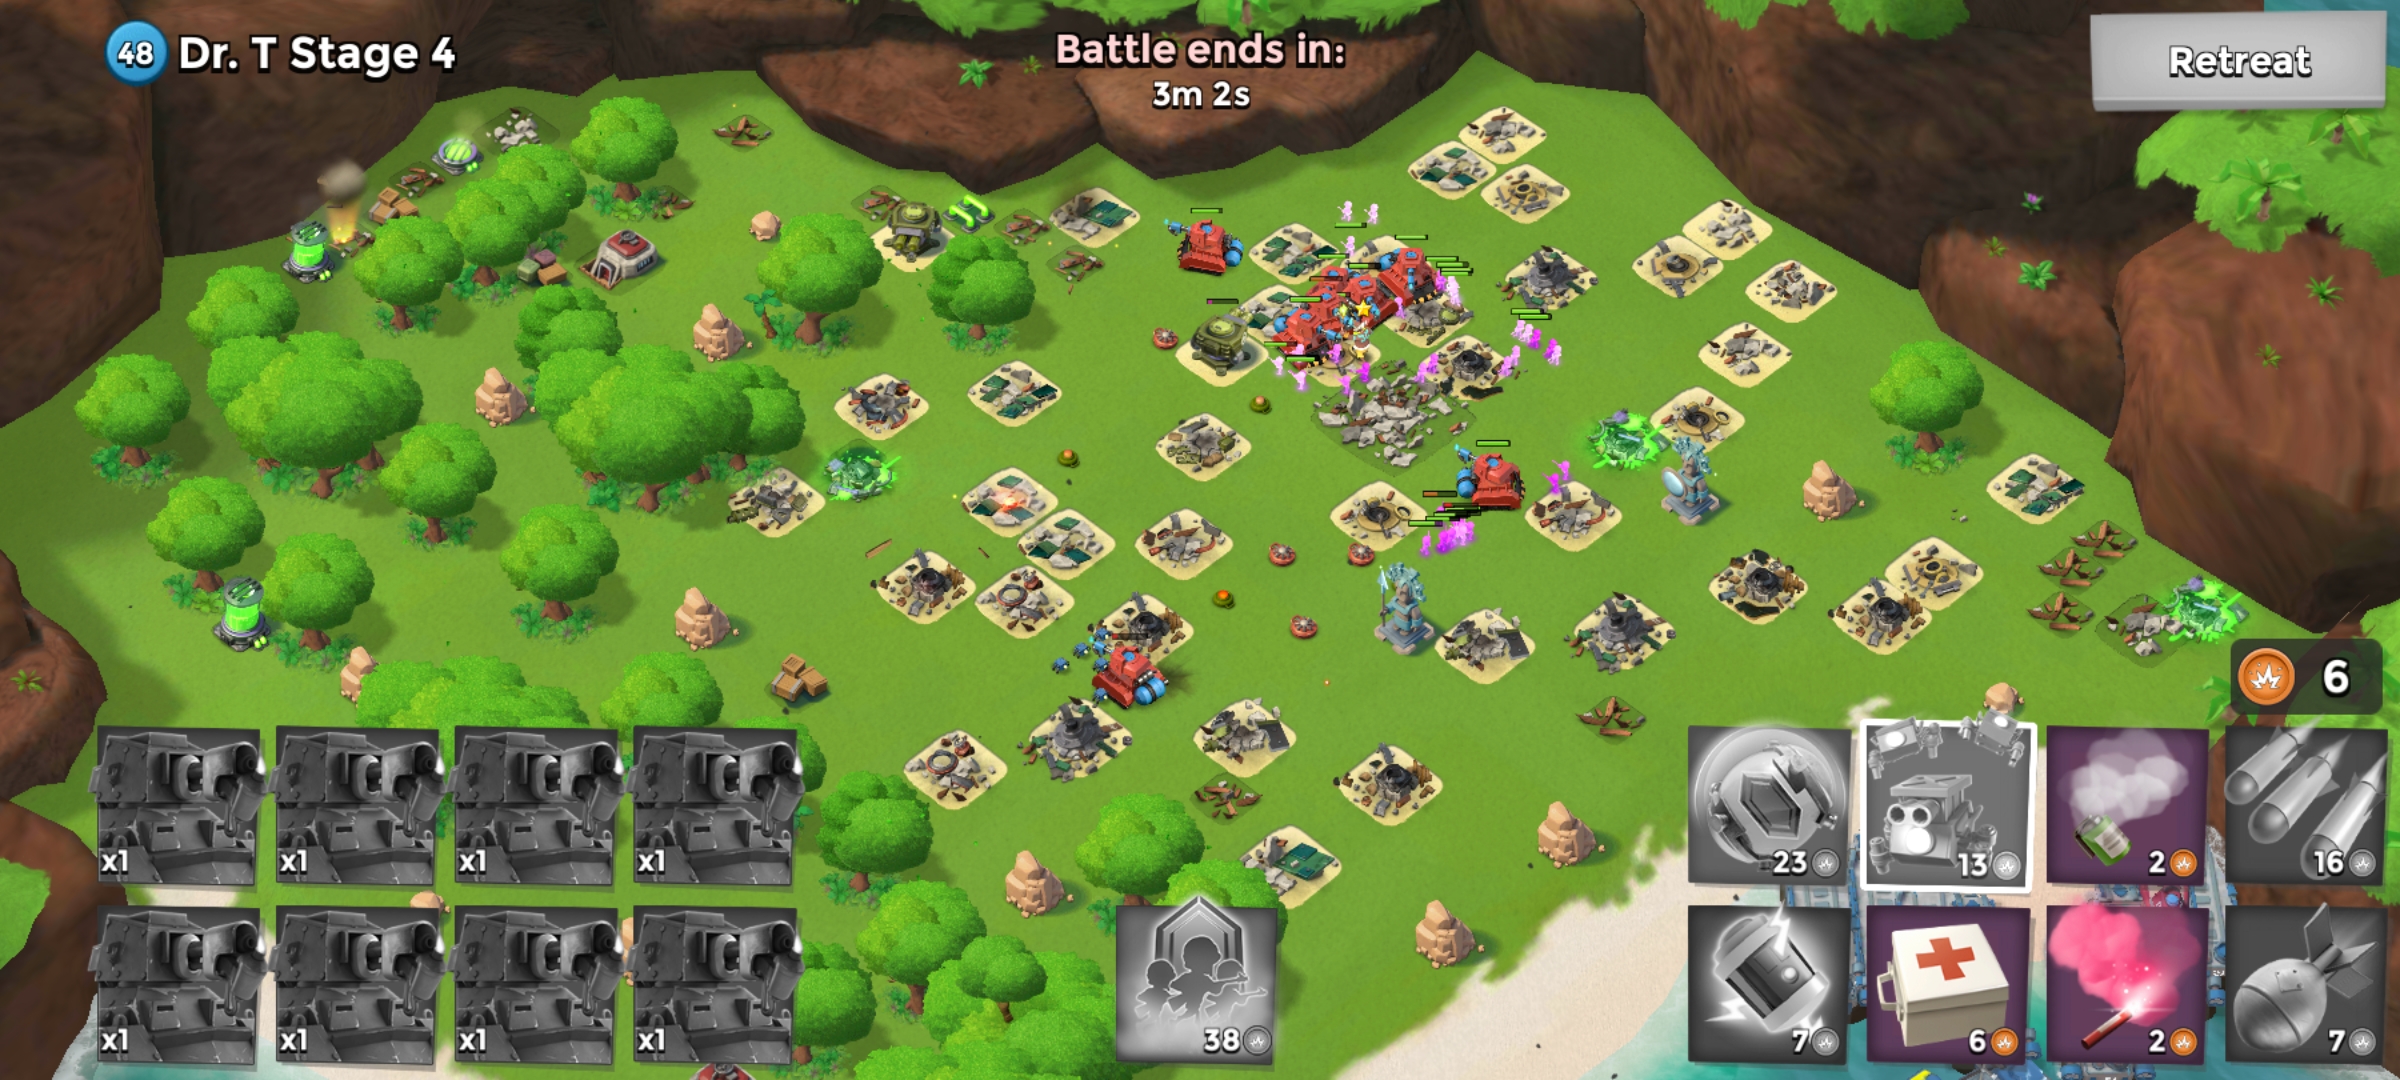 48 Dr. T Stage 4
Battle ends in:
3m 2s
Retreat
6
x1 x1 x1 x1
23 13 2 16
x1 x1 x1 x1
38
7 6 2 7